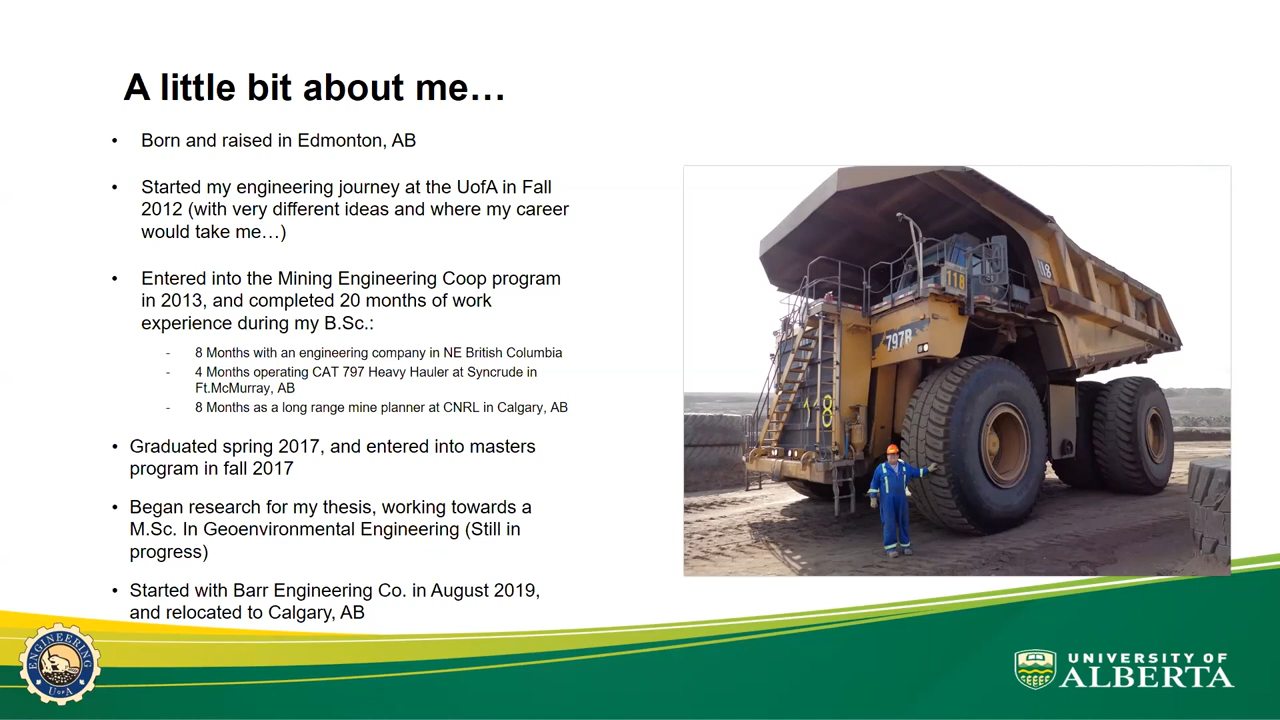 A little bit about me…
• Born and raised in Edmonton, AB
• Started my engineering journey at the UofA in Fall
2012 (with very different ideas and where my career
would take me…)
• Entered into the Mining Engineering Coop program
in 2013, and completed 20 months of work
experience during my B.Sc.:
- 8 Months with an engineering company in NE British Columbia
- 4 Months operating CAT 797 Heavy Hauler at Syncrude in
Ft.McMurray, AB
- 8 Months as a long range mine planner at CNRL in Calgary, AB
• Graduated spring 2017, and entered into masters
program in fall 2017
• Began research for my thesis, working towards a
M.Sc. In Geoenvironmental Engineering (Still in
progress)
• Started with Barr Engineering Co. in August 2019,
and relocated to Calgary, AB
118
118
797B
118
ENGINEERING
U of A
UNIVERSITY OF
ALBERTA